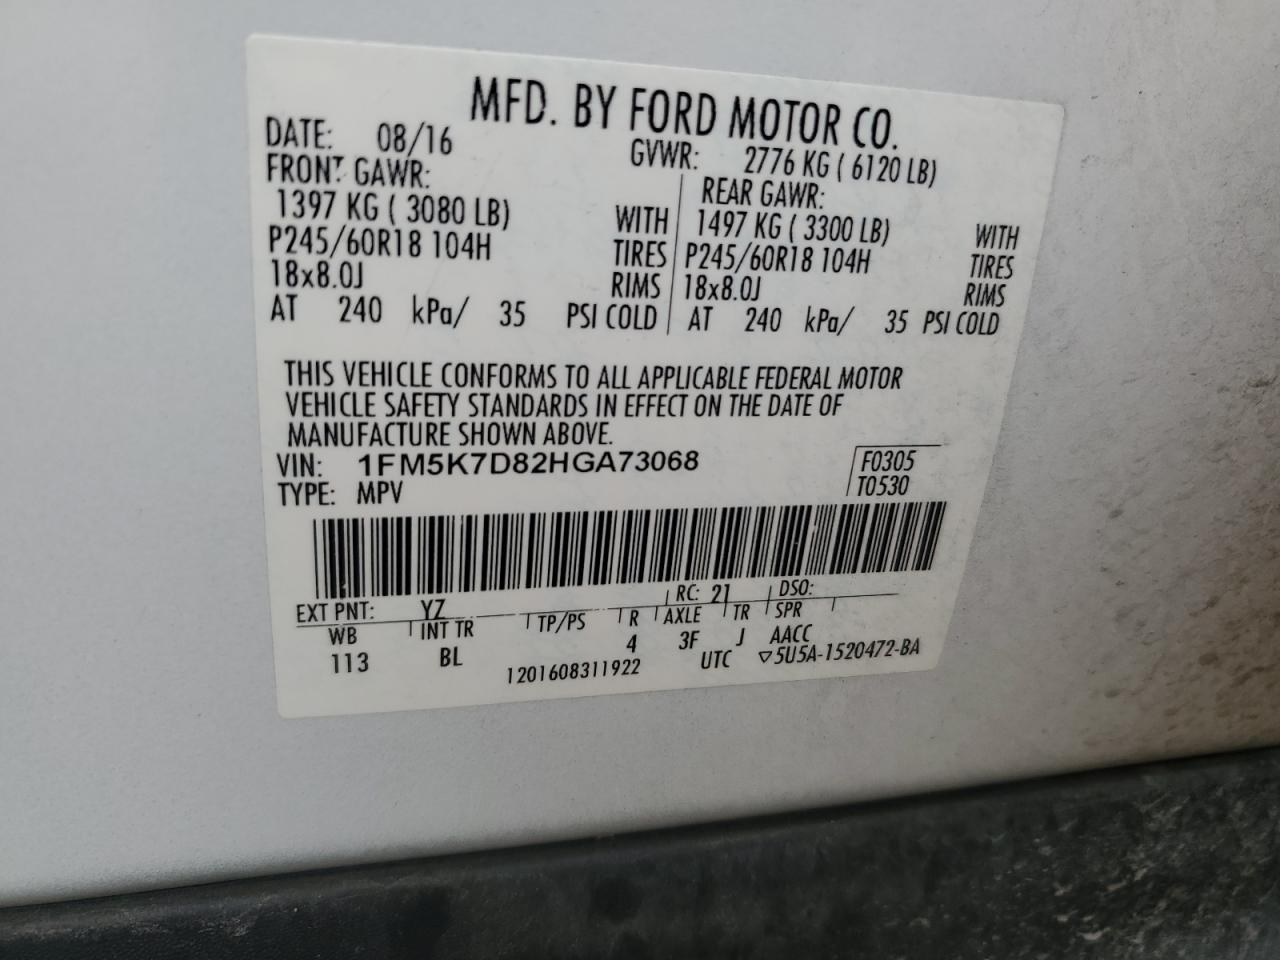 MFD. BY FORD MOTOR CO.
DATE: 08/16 GVWR: 2776 KG ( 6120 LB)
FRONT GAWR: REAR GAWR:
1397 KG ( 3080 LB) WITH 1497 KG ( 3300 LB) WITH
P245/60R18 104H TIRES P245/60R18 104H TIRES
18x8.0J RIMS 18x8.0J RIMS
AT 240 kPa/ 35 PSI COLD AT 240 kPa/ 35 PSI COLD
THIS VEHICLE CONFORMS TO ALL APPLICABLE FEDERAL MOTOR
VEHICLE SAFETY STANDARDS IN EFFECT ON THE DATE OF
MANUFACTURE SHOWN ABOVE.
VIN: 1FM5K7D82HGA73068 F0305
TYPE: MPV T0530
EXT PNT: YZ RC: 21 DSO:
WB INT TR TP/PS R AXLE TR SPR
113 BL 4 3F J AACC
1201608311922 UTC ▽5U5A-1520472-BA